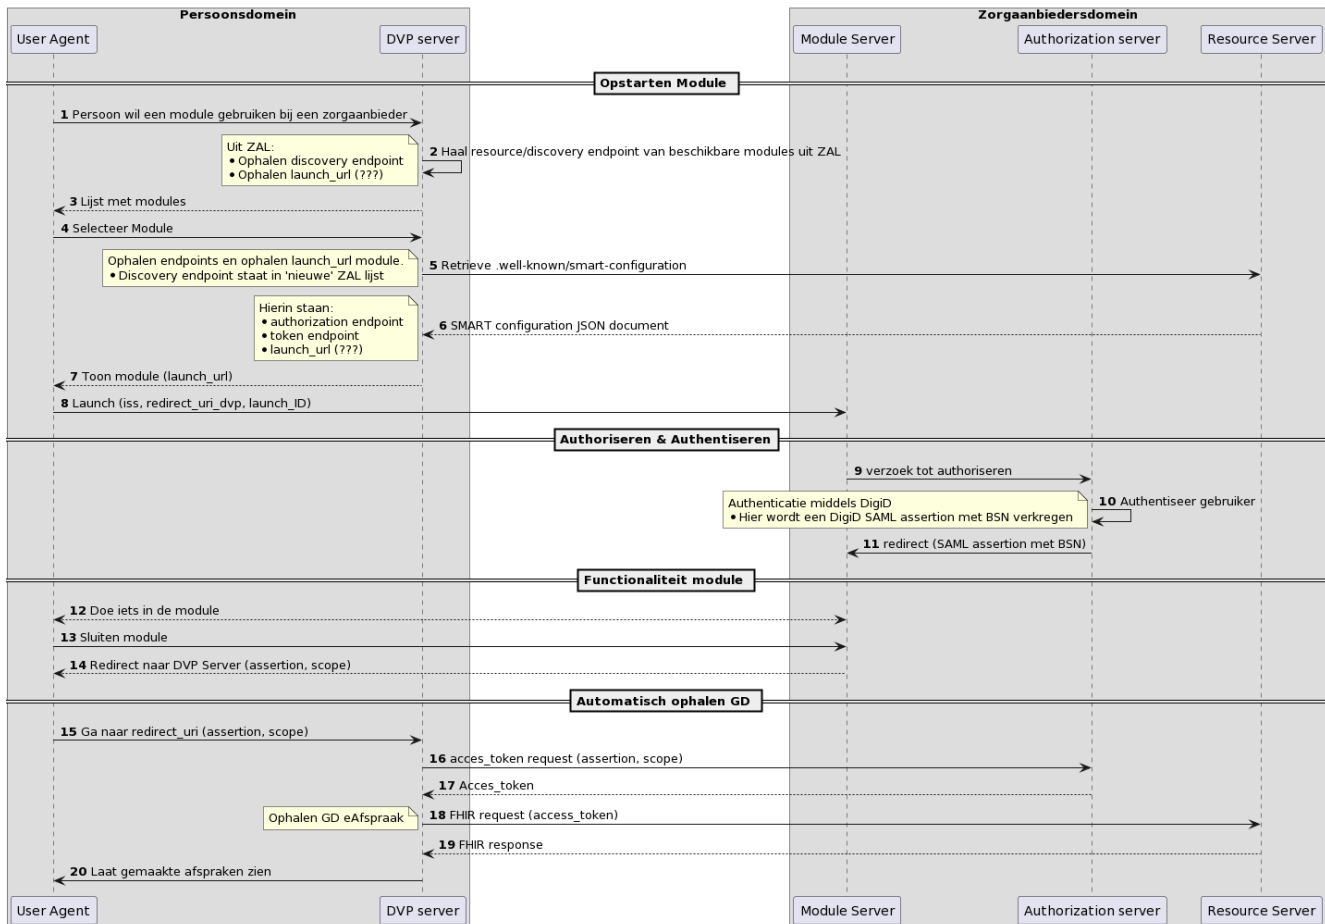 Persoonsdomein
Zorgaanbiedersdomein
User Agent
DVP server
Module Server
Authorization server
Resource Server
Opstarten Module
1 Persoon wil een module gebruiken bij een zorgaanbieder
Uit ZAL:
• Ophalen discovery endpoint
• Ophalen launch_url (???)
2 Haal resource/discovery endpoint van beschikbare modules uit ZAL
3 Lijst met modules
4 Selecteer Module
Ophalen endpoints en ophalen launch_url module.
• Discovery endpoint staat in 'nieuwe' ZAL lijst
5 Retrieve .well-known/smart-configuration
Hierin staan:
• authorization endpoint
• token endpoint
• launch_url (???)
6 SMART configuration JSON document
7 Toon module (launch_url)
8 Launch (iss, redirect_uri_dvp, launch_ID)
Authoriseren & Authentiseren
9 verzoek tot authoriseren
Authenticatie middels DigiD
• Hier wordt een DigiD SAML assertion met BSN verkregen
10 Authentiseer gebruiker
11 redirect (SAML assertion met BSN)
Functionaliteit module
12 Doe iets in de module
13 Sluiten module
14 Redirect naar DVP Server (assertion, scope)
Automatisch ophalen GD
15 Ga naar redirect_uri (assertion, scope)
16 acces_token request (assertion, scope)
17 Acces_token
Ophalen GD eAfspraak
18 FHIR request (access_token)
19 FHIR response
20 Laat gemaakte afspraken zien
User Agent
DVP server
Module Server
Authorization server
Resource Server